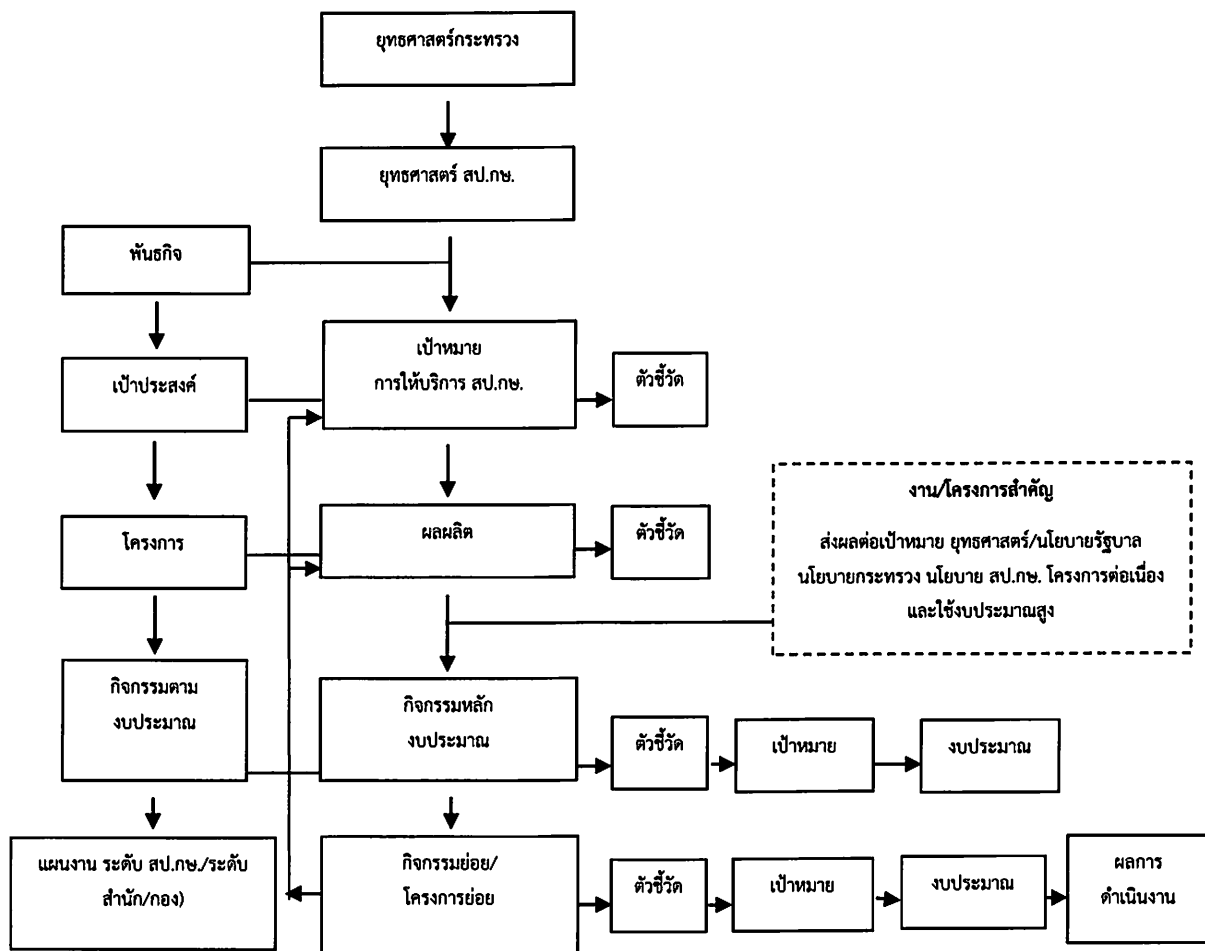 ยุทธศาสตร์กระทรวง
ยุทธศาสตร์ สป.กษ.
พันธกิจ
เป้าหมาย
การให้บริการ สป.กษ.
ตัวชี้วัด
เป้าประสงค์
งาน/โครงการสำคัญ
ส่งผลต่อเป้าหมาย ยุทธศาสตร์/นโยบายรัฐบาล
นโยบายกระทรวง นโยบาย สป.กษ. โครงการต่อเนื่อง
และใช้งบประมาณสูง
โครงการ
ผลผลิต
ตัวชี้วัด
กิจกรรมตาม
งบประมาณ
กิจกรรมหลัก
งบประมาณ
ตัวชี้วัด
เป้าหมาย
งบประมาณ
แผนงาน ระดับ สป.กษ./ระดับ
สำนัก/กอง)
กิจกรรมย่อย/
โครงการย่อย
ตัวชี้วัด
เป้าหมาย
งบประมาณ
ผลการ
ดำเนินงาน